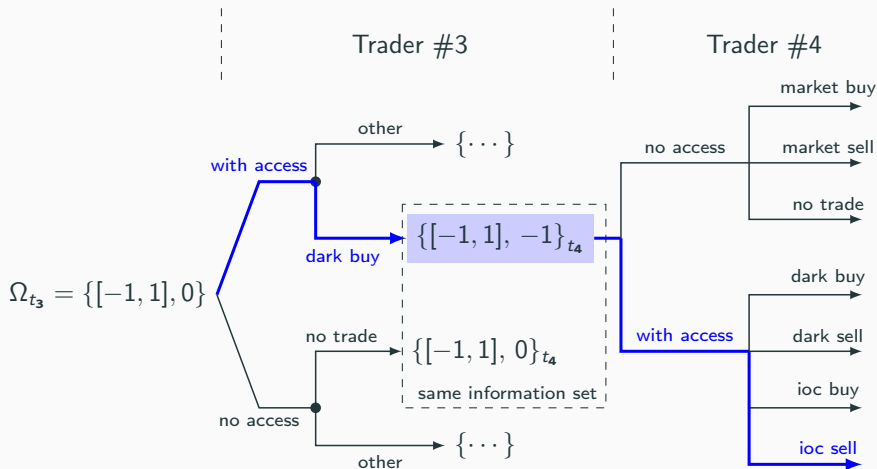 Trader #3
Trader #4
market buy
other
{· · ·}
no access
market sell
with access
no trade
dark buy
{[−1, 1], −1}t4
dark buy
Ωt3 = {[−1, 1], 0}
no trade
{[−1, 1], 0}t4
with access
dark sell
same information set
ioc buy
no access
{· · ·}
other
ioc sell